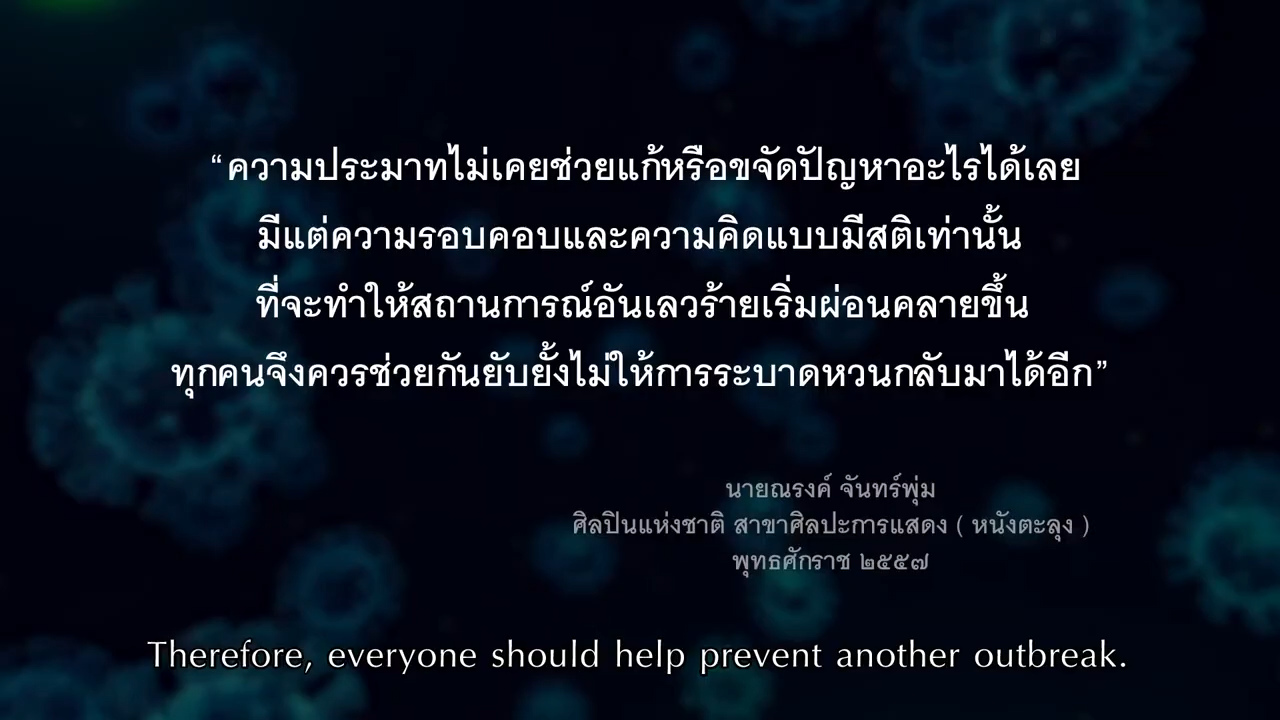 “ความประมาทไม่เคยช่วยแก้หรือขจัดปัญหาอะไรได้เลย
มีแต่ความรอบคอบและความคิดแบบมีสติเท่านั้น
ที่จะทำให้สถานการณ์อันเลวร้ายเริ่มผ่อนคลายขึ้น
ทุกคนจึงควรช่วยกันยับยั้งไม่ให้การระบาดหวนกลับมาได้อีก”
นายณรงค์ จันทร์พุ่ม
ศิลปินแห่งชาติ สาขาศิลปะการแสดง ( หนังตะลุง )
พุทธศักราช ๒๕๕๗
Therefore, everyone should help prevent another outbreak.